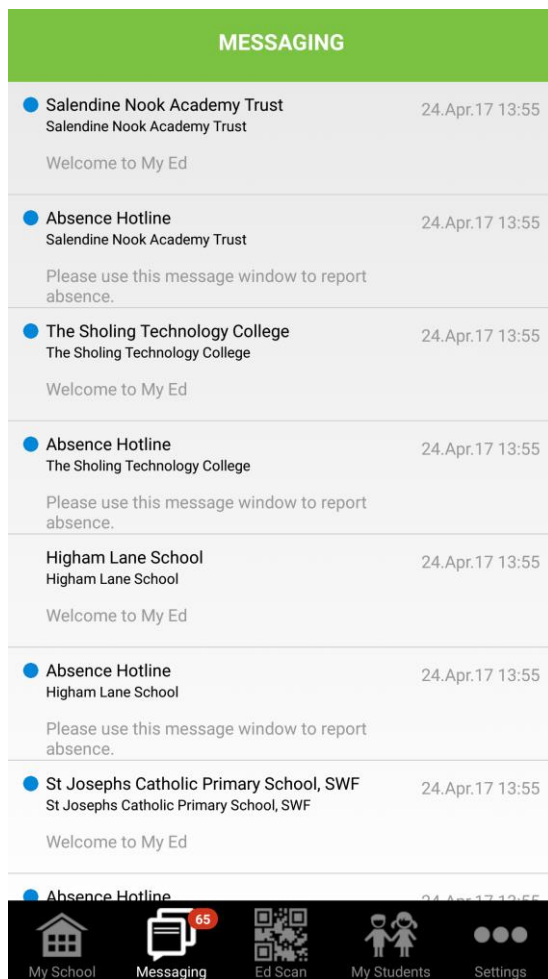 MESSAGING
Salendine Nook Academy Trust
24.Apr.17 13:55
Salendine Nook Academy Trust
Welcome to My Ed
Absence Hotline
24.Apr.17 13:55
Salendine Nook Academy Trust
Please use this message window to report
absence.
The Sholing Technology College
24.Apr.17 13:55
The Sholing Technology College
Welcome to My Ed
Absence Hotline
24.Apr.17 13:55
The Sholing Technology College
Please use this message window to report
absence.
Higham Lane School
24.Apr.17 13:55
Higham Lane School
Welcome to My Ed
Absence Hotline
24.Apr.17 13:55
Higham Lane School
Please use this message window to report
absence.
St Josephs Catholic Primary School, SWF
24.Apr.17 13:55
St Josephs Catholic Primary School, SWF
Welcome to My Ed
Absence Hotline
24.Apr.17 13:55
65
My School
Messaging
Ed Scan
My Students
Settings